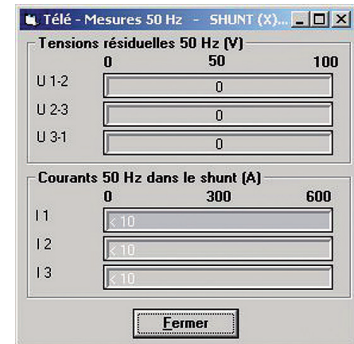 Télé - Mesures 50 Hz - SHUNT (X)...
Tensions résiduelles 50 Hz (V)
0 50 100
U 1-2 0
U 2-3 0
U 3-1 0
Courants 50 Hz dans le shunt (A)
0 300 600
I 1 < 10
I 2 < 10
I 3 < 10
Fermer